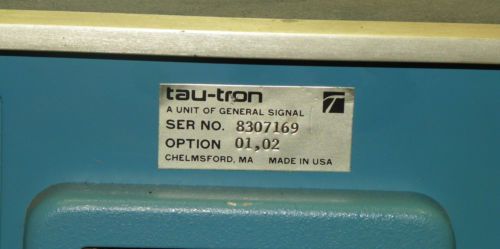 tau-tron
A UNIT OF GENERAL SIGNAL
SER NO. 8307169
OPTION 01,02
CHELMSFORD, MA MADE IN USA